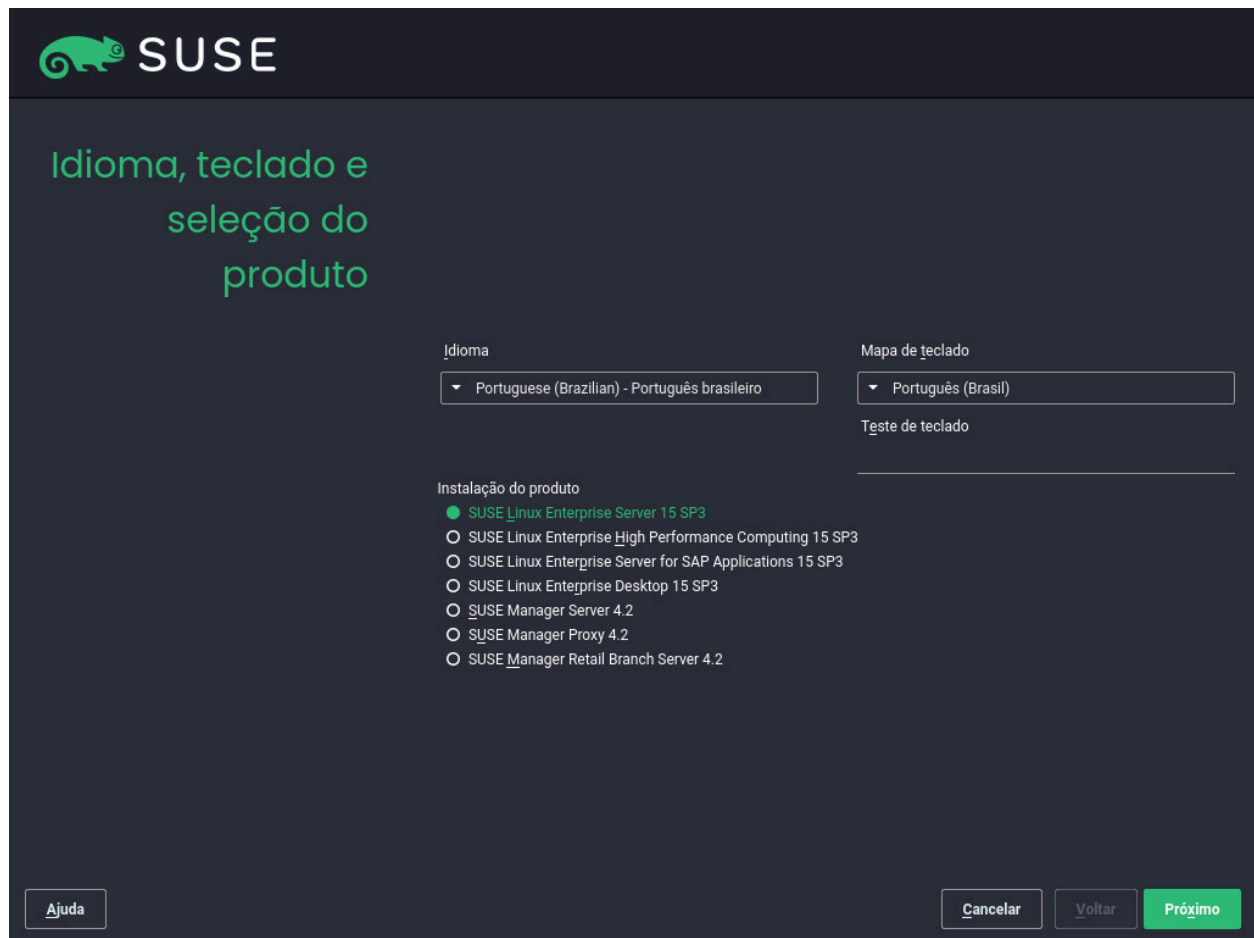 SUSE
Idioma, teclado e
seleção do
produto
Idioma
Mapa de teclado
Portuguese (Brazilian) - Português brasileiro
Português (Brasil)
Teste de teclado
Instalação do produto
SUSE Linux Enterprise Server 15 SP3
SUSE Linux Enterprise High Performance Computing 15 SP3
SUSE Linux Enterprise Server for SAP Applications 15 SP3
SUSE Linux Enterprise Desktop 15 SP3
SUSE Manager Server 4.2
SUSE Manager Proxy 4.2
SUSE Manager Retail Branch Server 4.2
Ajuda
Cancelar
Voltar
Próximo